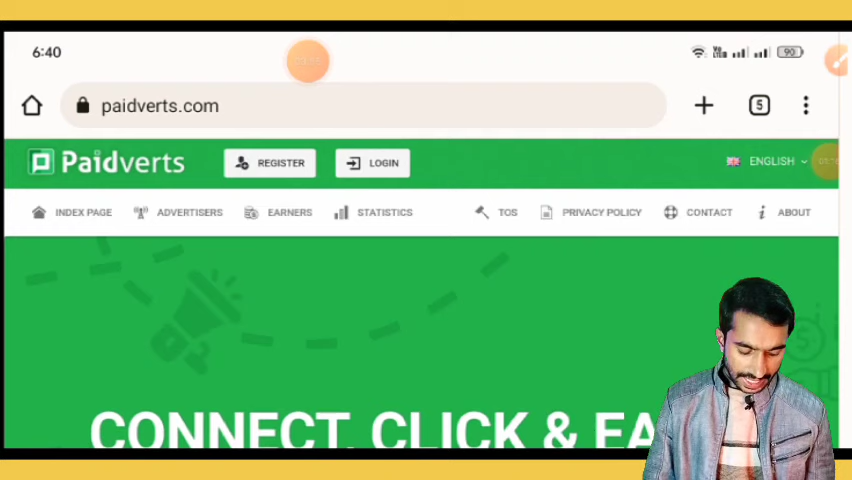 6:40
90
paidverts.com
5
Paidverts
REGISTER
LOGIN
ENGLISH
INDEX PAGE
ADVERTISERS
EARNERS
STATISTICS
TOS
PRIVACY POLICY
CONTACT
ABOUT
CONNECT, CLICK & EA